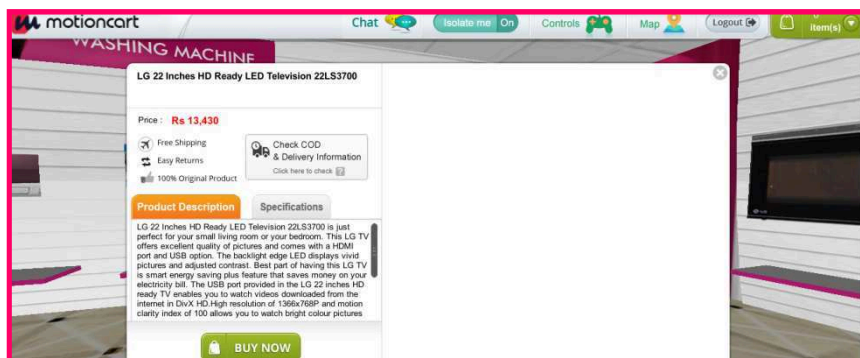 motioncart
Chat
Isolate me On
Controls
Map
Logout
item(s)
WASHING MACHINE
LG 22 Inches HD Ready LED Television 22LS3700
Price : Rs 13,430
Free Shipping
Easy Returns
100% Original Product
Check COD
& Delivery Information
Click here to check ?
Product Description
Specifications
LG 22 Inches HD Ready LED Television 22LS3700 is just
perfect for your small living room or your bedroom. This LG TV
offers excellent quality of pictures and comes with a HDMI
port and USB option. The backlight edge LED displays vivid
pictures and adjusted contrast. Best part of having this LG TV
is smart energy saving plus feature that saves money on your
electricity bill. The USB port provided in the LG 22 inches HD
ready TV enables you to watch videos downloaded from the
internet in DivX HD.High resolution of 1366x768P and motion
clarity index of 100 allows you to watch bright colour pictures
BUY NOW